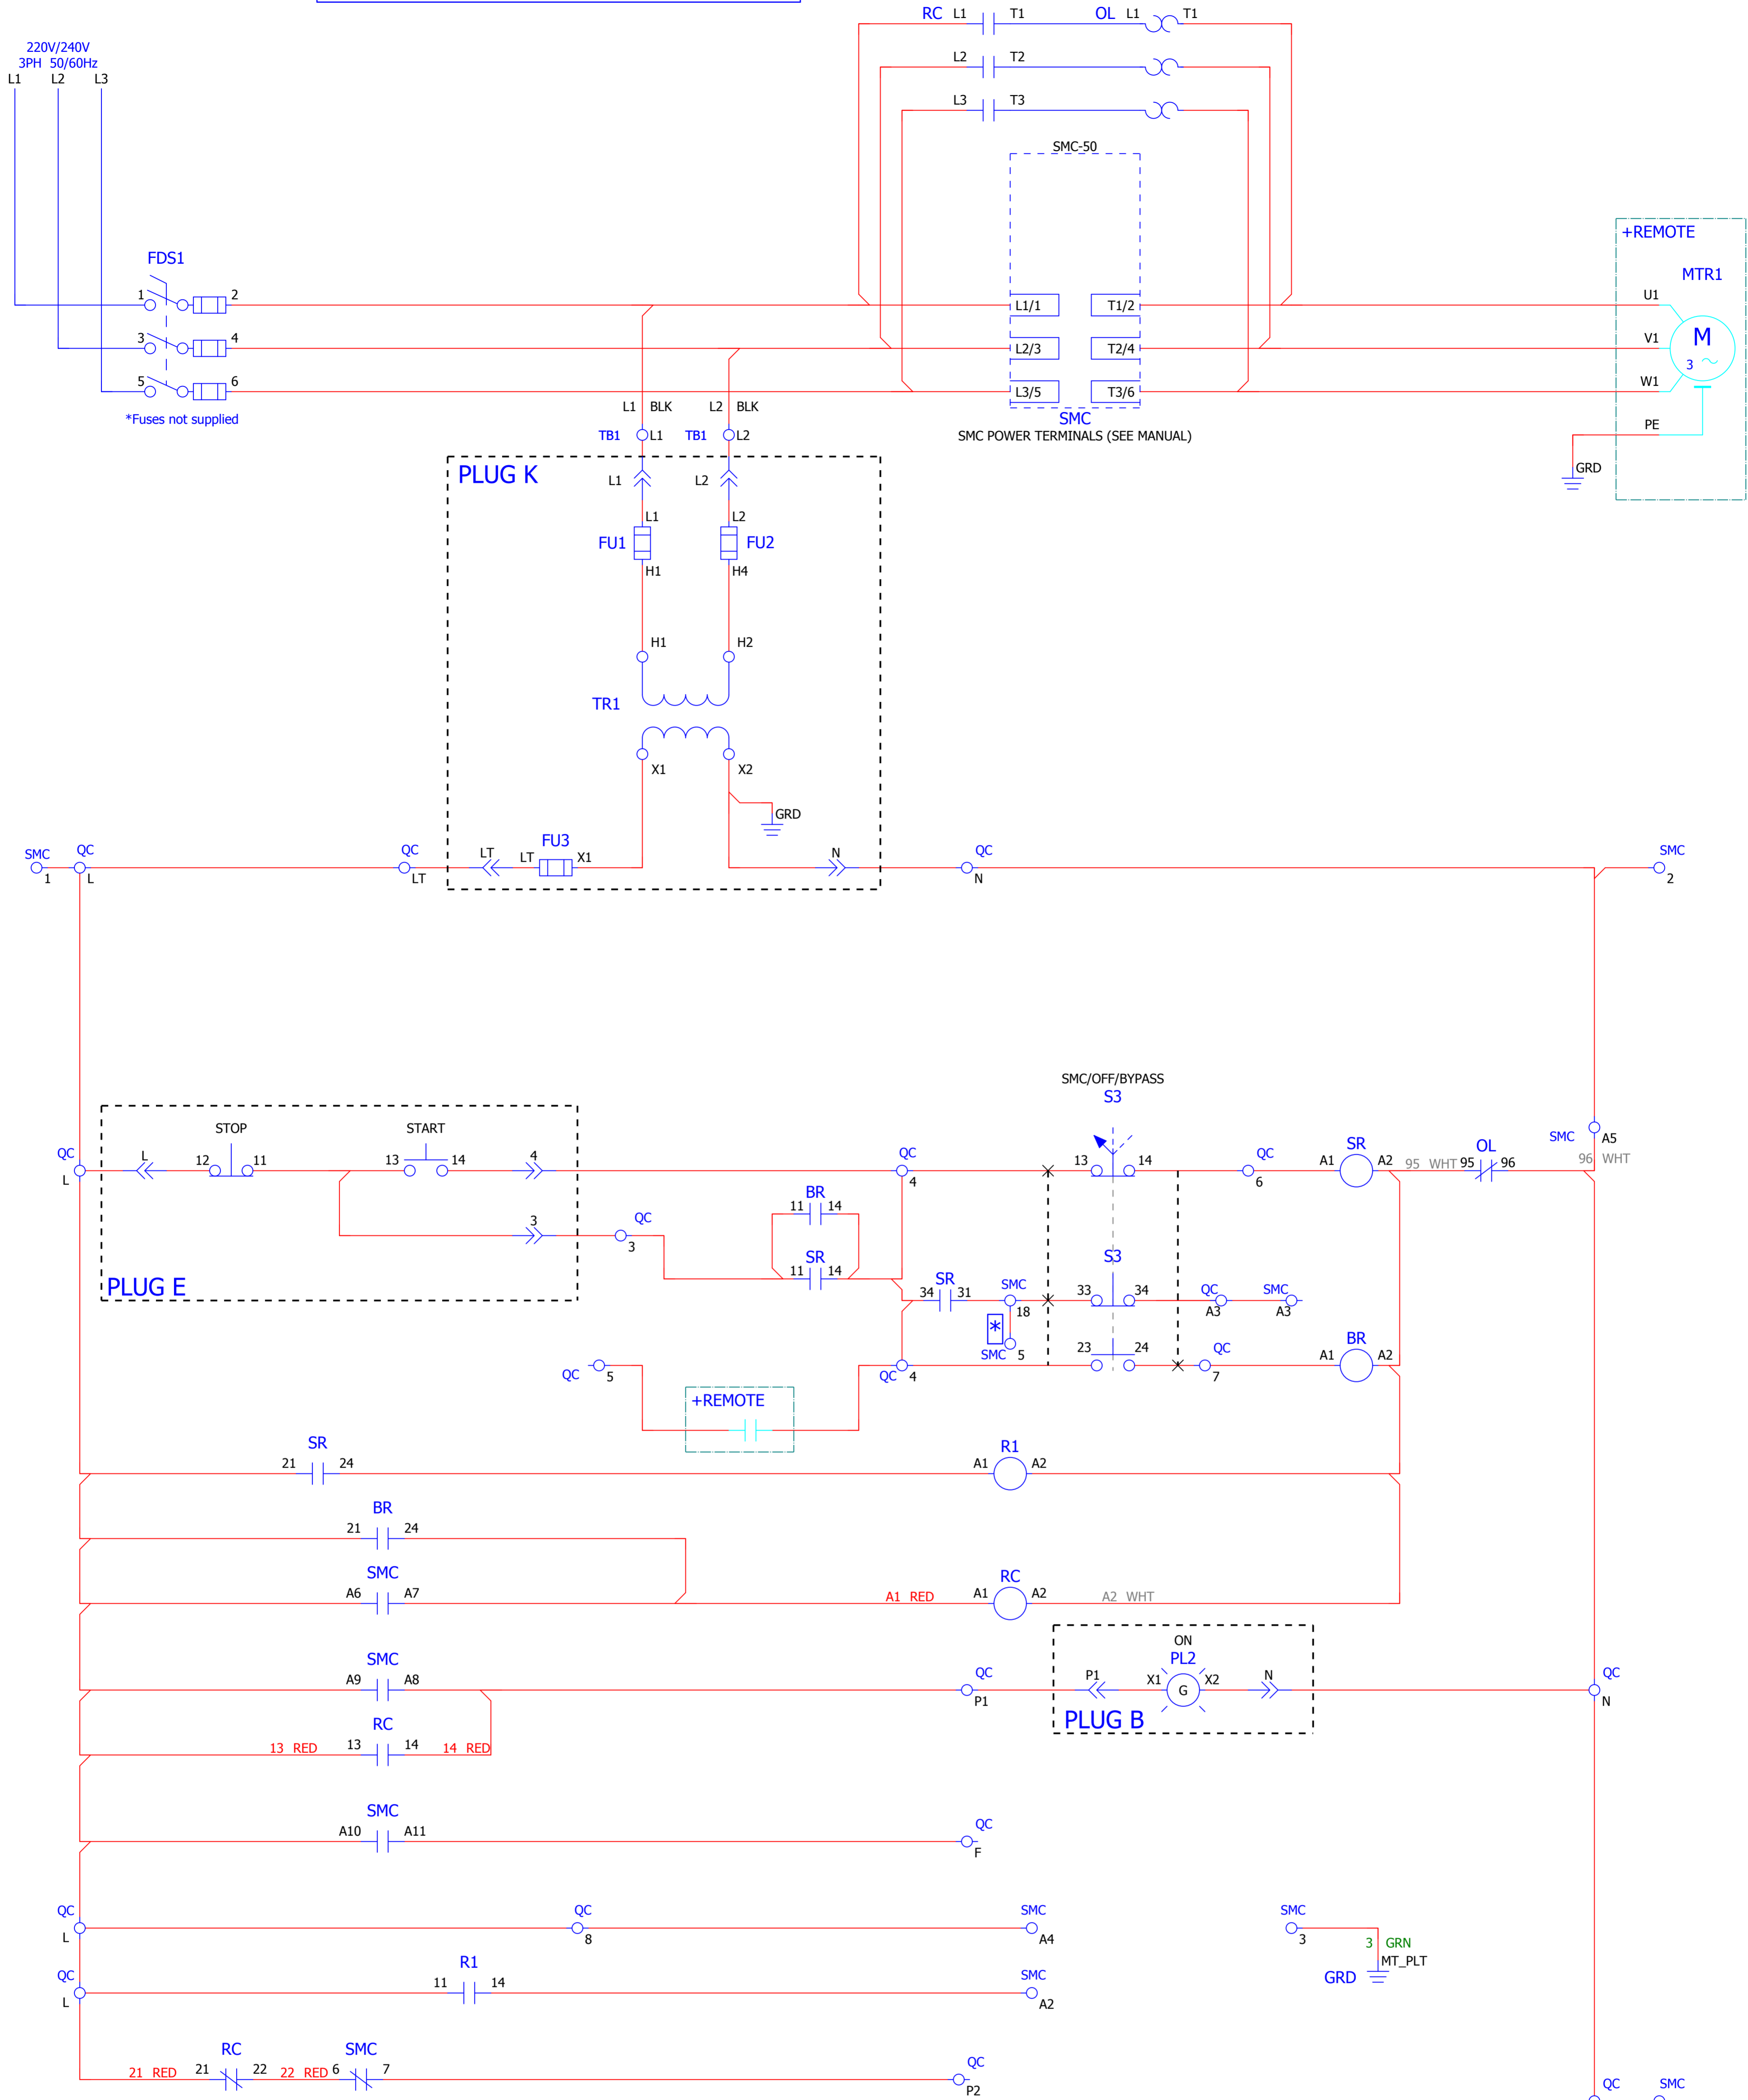 RC L1 T1 OL L1 T1
220V/240V
3PH 50/60Hz
L1 L2 L3
L2 T2
L3 T3
SMC-50
+REMOTE
MTR1
FDS1
1 2 L1/1 T1/2 U1
3 4 L2/3 T2/4 V1
M
3
5 6 L3/5 T3/6 W1
*Fuses not supplied
L1 BLK L2 BLK
SMC
SMC POWER TERMINALS (SEE MANUAL)
PE
GRD
TB1 L1 TB1 L2
PLUG K
L1 L2
L1 L2
FU1 FU2
H1 H4
H1 H2
TR1
X1 X2
GRD
SMC QC QC FU3 QC SMC
LT LT X1 N
1 L LT N 2
SMC/OFF/BYPASS
S3
STOP START
SMC A5
QC L 12 11 13 14 4 QC 13 14 QC SR OL
A1 A2 95 WHT 95 96 96 WHT
L 4 6
BR
11 14
3 QC
3
SR
11 14
S3
PLUG E
SR SMC QC SMC
34 31 33 34
18 A3 A3
*
SMC 5
23 24 QC BR
A1 A2
QC 5 QC 4 7
+REMOTE
SR R1
21 24 A1 A2
BR
21 24
SMC RC
A6 A7 A1 RED A1 A2 A2 WHT
ON
SMC QC PL2 QC
A9 A8 P1 X1 X2 N
G
P1 N
PLUG B
RC
13 RED 13 14 14 RED
SMC QC
A10 A11
F
QC QC SMC SMC
L 8 A4 3
3 GRN
MT_PLT
GRD
QC R1 SMC
11 14
L A2
RC SMC QC QC SMC
21 RED 21 22 22 RED 6 7
P2